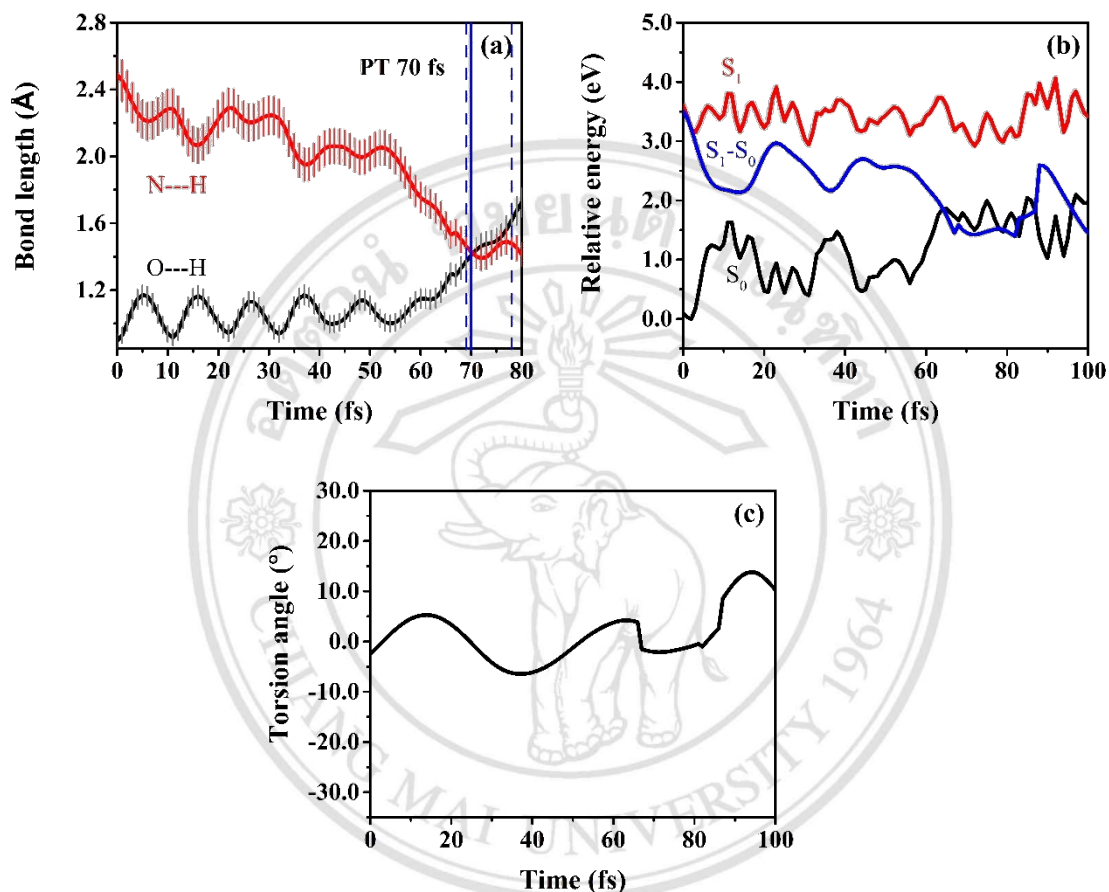 (a)
PT 70 fs
N---H
O---H
Bond length (Å)
2.8
2.4
2.0
1.6
1.2
0 10 20 30 40 50 60 70 80
Time (fs)
(b)
S1
S1-S0
S0
Relative energy (eV)
5.0
4.0
3.0
2.0
1.0
0.0
0 20 40 60 80 100
Time (fs)
(c)
Torsion angle (°)
30.0
20.0
10.0
0.0
-10.0
-20.0
-30.0
0 20 40 60 80 100
Time (fs)
CHIANG MAI UNIVERSITY 1964